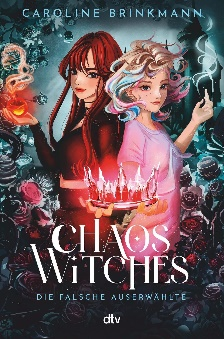 CAROLINE BRINKMANN
CHAOS
WITCHES
DIE FALSCHE AUSERWÄHLTE
dtv